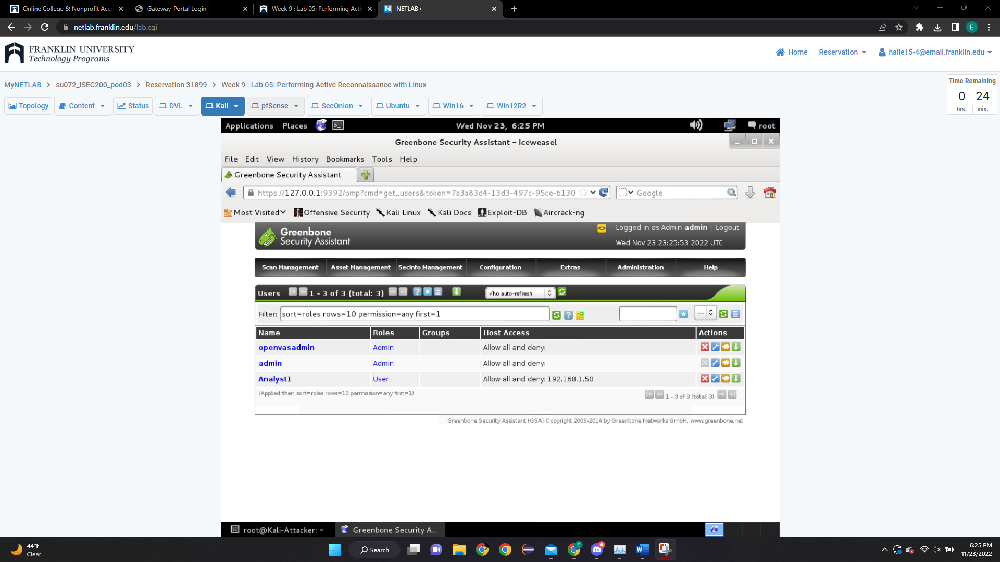 Online College & Nonprofit Accr
Gateway-Portal Login
Week 9 : Lab 05: Performing Acti
NETLAB+
netlab.franklin.edu/lab.cgi
E
FRANKLIN UNIVERSITY
Technology Programs
Home
Reservation
halle15-4@email.franklin.edu
MyNETLAB > su072_ISEC200_pod03 > Reservation 31899 > Week 9 : Lab 05: Performing Active Reconnaissance with Linux
Time Remaining
0 24
hrs. min.
Topology
Content
Status
DVL
Kali
pfSense
SecOnion
Ubuntu
Win16
Win12R2
Applications Places
Wed Nov 23, 6:25 PM
root
Greenbone Security Assistant - Iceweasel
File Edit View History Bookmarks Tools Help
Greenbone Security Assistant
https://127.0.0.1:9392/omp?cmd=get_users&token=7a3a83d4-13d3-497c-95ce-b130
Google
Most Visited
Offensive Security
Kali Linux
Kali Docs
Exploit-DB
Aircrack-ng
Greenbone
Security Assistant
Logged in as Admin admin | Logout
Wed Nov 23 23:25:53 2022 UTC
Scan Management
Asset Management
SecInfo Management
Configuration
Extras
Administration
Help
Users
1 - 3 of 3 (total: 3)
√No auto-refresh
Filter: sort=roles rows=10 permission=any first=1
--
Name Roles Groups Host Access Actions
openvasadmin Admin Allow all and deny:
admin Admin Allow all and deny:
Analyst1 User Allow all and deny: 192.168.1.50
(Applied filter: sort=roles rows=10 permission=any first=1)
1 - 3 of 3 (total: 3)
Greenbone Security Assistant (GSA) Copyright 2009-2014 by Greenbone Networks GmbH, www.greenbone.net
root@Kali-Attacker: ~
Greenbone Security A...
44°F
Clear
Search
E
6:25 PM
11/23/2022